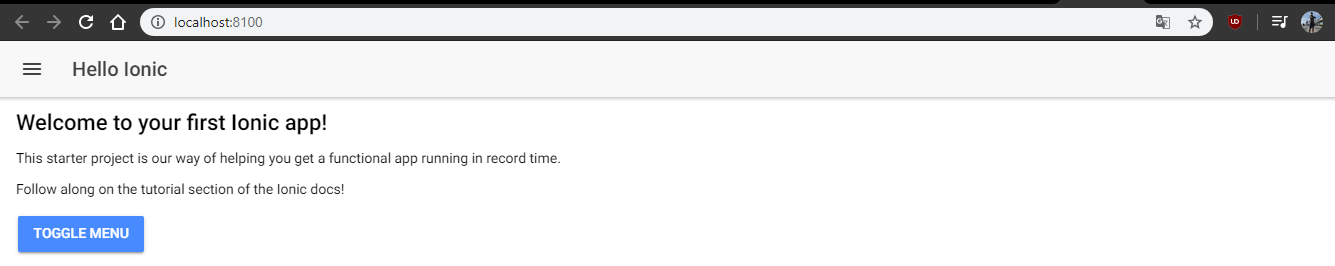 localhost:8100
Hello Ionic
Welcome to your first Ionic app!
This starter project is our way of helping you get a functional app running in record time.
Follow along on the tutorial section of the Ionic docs!
TOGGLE MENU